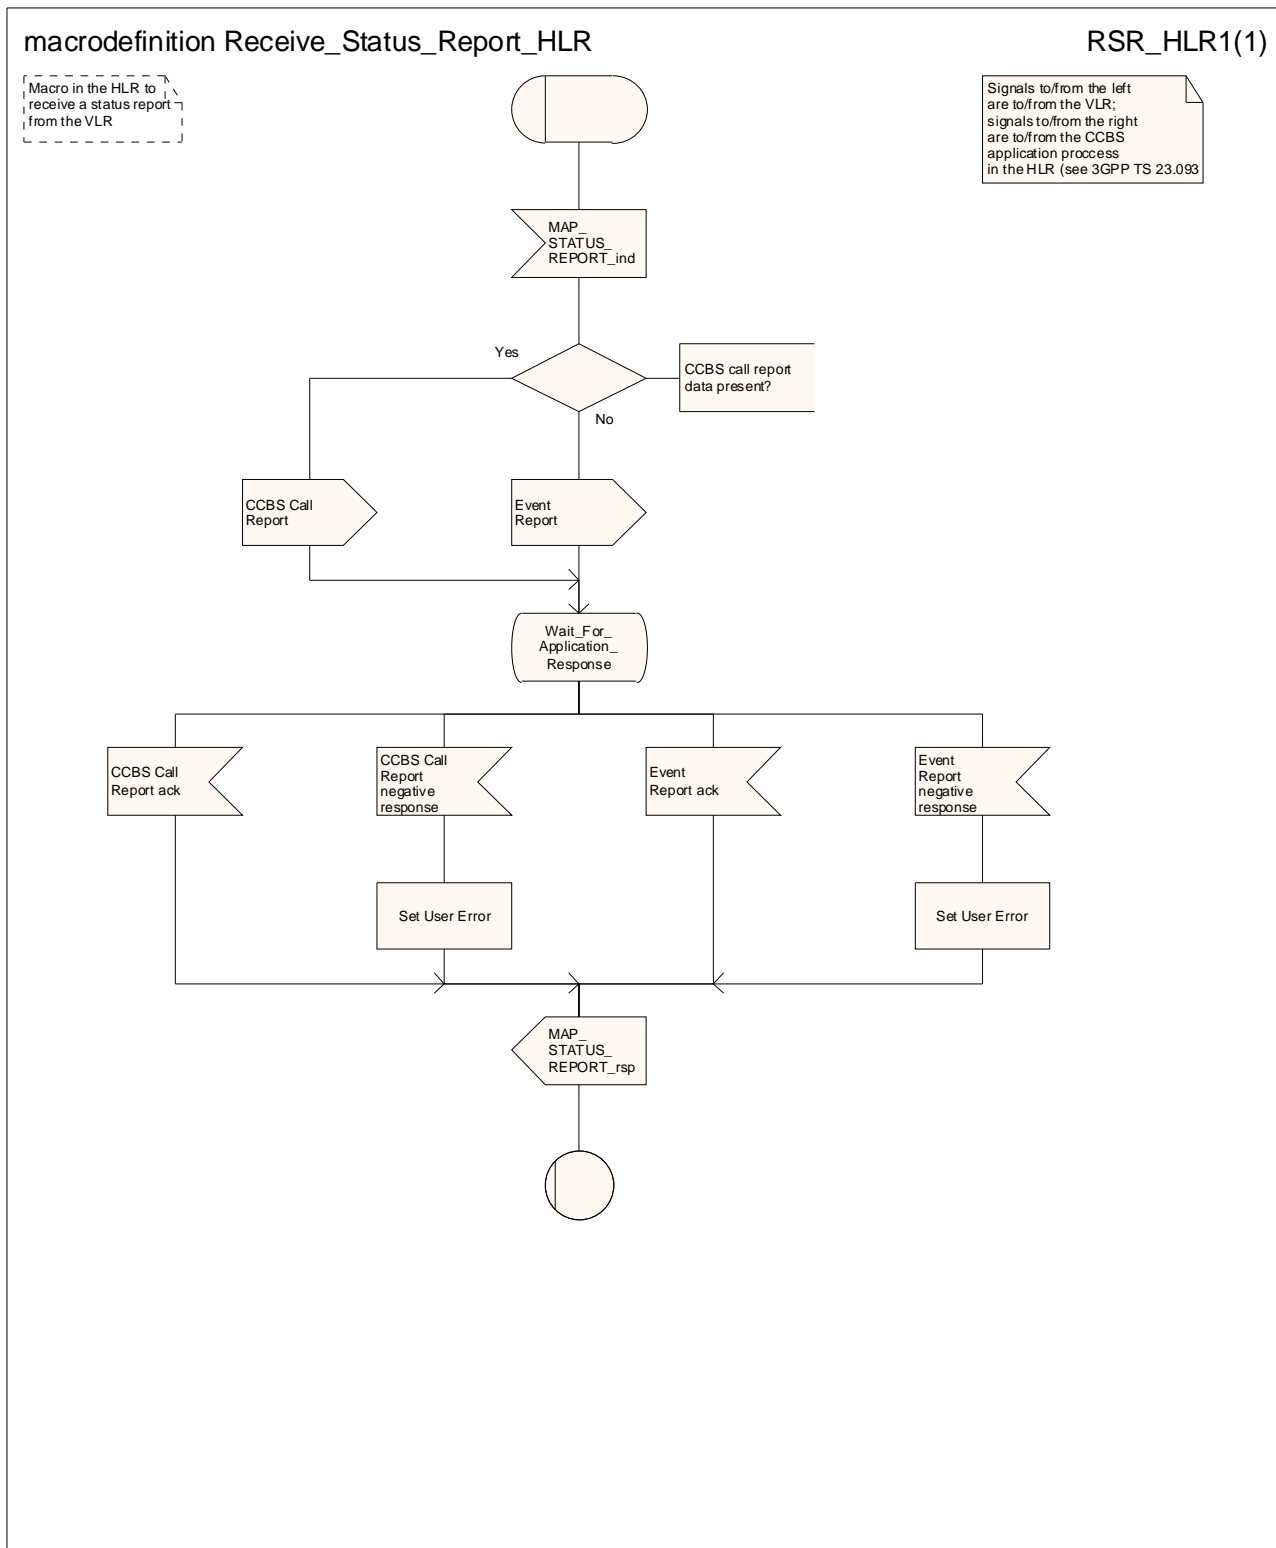 macrodefinition Receive_Status_Report_HLR
RSR_HLR1(1)
Macro in the HLR to
receive a status report
from the VLR
Signals to/from the left
are to/from the VLR;
signals to/from the right
are to/from the CCBS
application proccess
in the HLR (see 3GPP TS 23.093
MAP_
STATUS_
REPORT_ind
Yes
CCBS call report
data present?
No
CCBS Call
Report
Event
Report
Wait_For_
Application_
Response
CCBS Call
Report ack
CCBS Call
Report
negative
response
Event
Report ack
Event
Report
negative
response
Set User Error
Set User Error
MAP_
STATUS_
REPORT_rsp